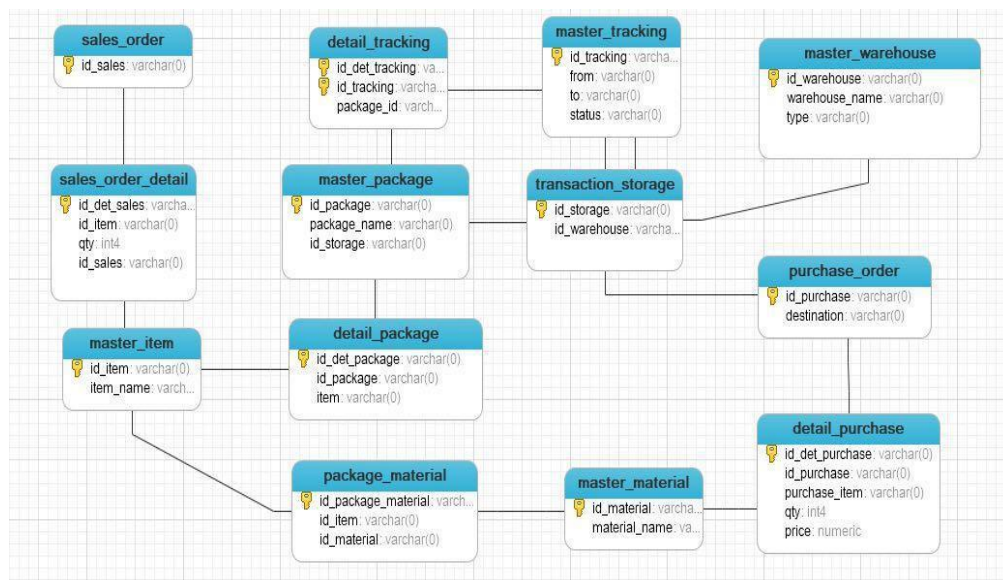 sales_order
id_sales: varchar(0)
detail_tracking
id_det_tracking: va...
id_tracking: varcha...
package_id: varch...
master_tracking
id_tracking: varcha...
from: varchar(0)
to: varchar(0)
status: varchar(0)
master_warehouse
id_warehouse: varchar(0)
warehouse_name: varchar(0)
type: varchar(0)
sales_order_detail
id_det_sales: varcha...
id_item: varchar(0)
qty: int4
id_sales: varchar(0)
master_package
id_package: varchar(0)
package_name: varchar(0)
id_storage: varchar(0)
transaction_storage
id_storage: varchar(0)
id_warehouse: varcha...
purchase_order
id_purchase: varchar(0)
destination: varchar(0)
master_item
id_item: varchar(0)
item_name: varch...
detail_package
id_det_package: varchar(0)
id_package: varchar(0)
item: varchar(0)
detail_purchase
id_det_purchase: varchar(0)
id_purchase: varchar(0)
purchase_item: varchar(0)
qty: int4
price: numeric
package_material
id_package_material: varch...
id_item: varchar(0)
id_material: varchar(0)
master_material
id_material: varcha...
material_name: va...